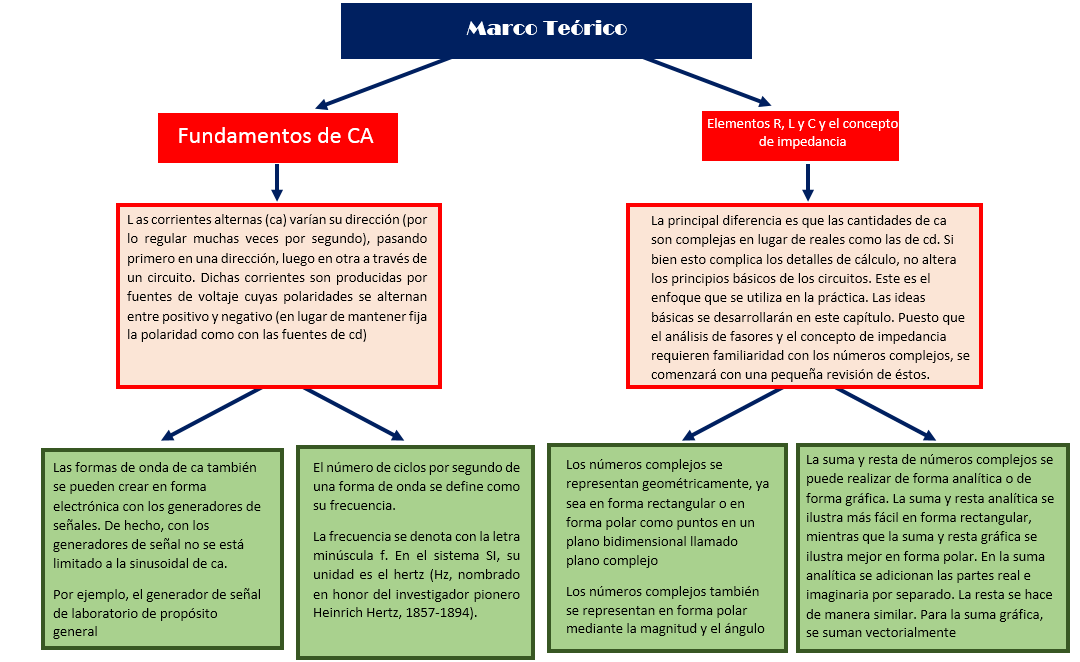 Marco Teórico
Fundamentos de CA
L as corrientes alternas (ca) varían su dirección (por
lo regular muchas veces por segundo), pasando
primero en una dirección, luego en otra a través de
un circuito. Dichas corrientes son producidas por
fuentes de voltaje cuyas polaridades se alternan
entre positivo y negativo (en lugar de mantener fija
la polaridad como con las fuentes de cd)
Las formas de onda de ca también
se pueden crear en forma
electrónica con los generadores de
señales. De hecho, con los
generadores de señal no se está
limitado a la sinusoidal de ca.
Por ejemplo, el generador de señal
de laboratorio de propósito
general
El número de ciclos por segundo de
una forma de onda se define como
su frecuencia.
La frecuencia se denota con la letra
minúscula f. En el sistema SI, su
unidad es el hertz (Hz, nombrado
en honor del investigador pionero
Heinrich Hertz, 1857-1894).
Elementos R, L y C y el concepto
de impedancia
La principal diferencia es que las cantidades de ca
son complejas en lugar de reales como las de cd. Si
bien esto complica los detalles de cálculo, no altera
los principios básicos de los circuitos. Este es el
enfoque que se utiliza en la práctica. Las ideas
básicas se desarrollarán en este capítulo. Puesto que
el análisis de fasores y el concepto de impedancia
requieren familiaridad con los números complejos, se
comenzará con una pequeña revisión de éstos.
Los números complejos se
representan geométricamente, ya
sea en forma rectangular o en
forma polar como puntos en un
plano bidimensional llamado
plano complejo
Los números complejos también
se representan en forma polar
mediante la magnitud y el ángulo
La suma y resta de números complejos se
puede realizar de forma analítica o de
forma gráfica. La suma y resta analítica se
ilustra más fácil en forma rectangular,
mientras que la suma y resta gráfica se
ilustra mejor en forma polar. En la suma
analítica se adicionan las partes real e
imaginaria por separado. La resta se hace
de manera similar. Para la suma gráfica,
se suman vectorialmente